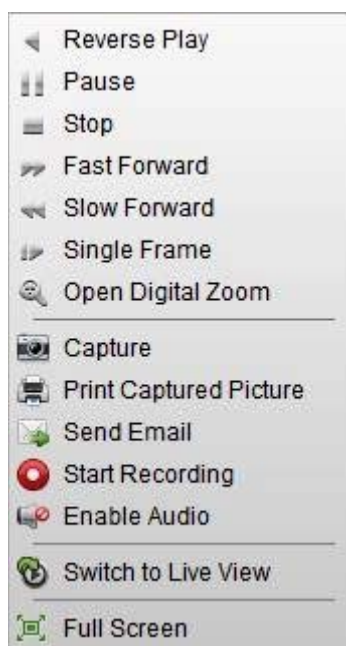 Reverse Play
Pause
Stop
Fast Forward
Slow Forward
Single Frame
Open Digital Zoom
Capture
Print Captured Picture
Send Email
Start Recording
Enable Audio
Switch to Live View
Full Screen